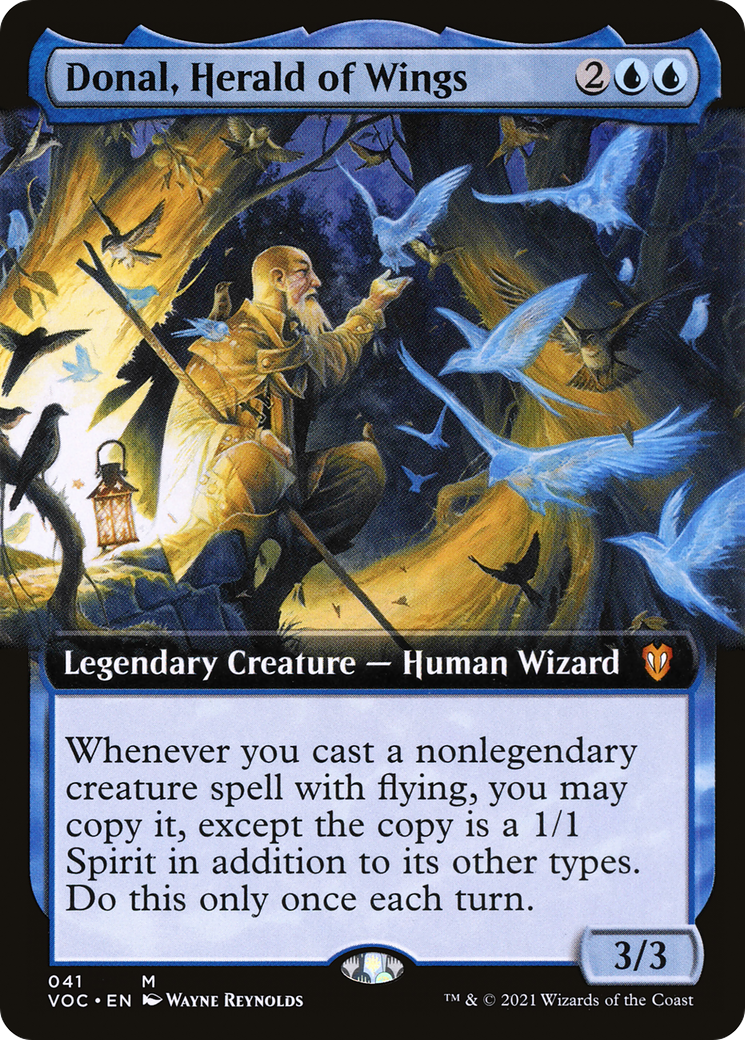 Donal, Herald of Wings 2
Legendary Creature — Human Wizard
Whenever you cast a nonlegendary
creature spell with flying, you may
copy it, except the copy is a 1/1
Spirit in addition to its other types.
Do this only once each turn.
3/3
041 M
VOC • EN Wayne Reynolds
™ & © 2021 Wizards of the Coast